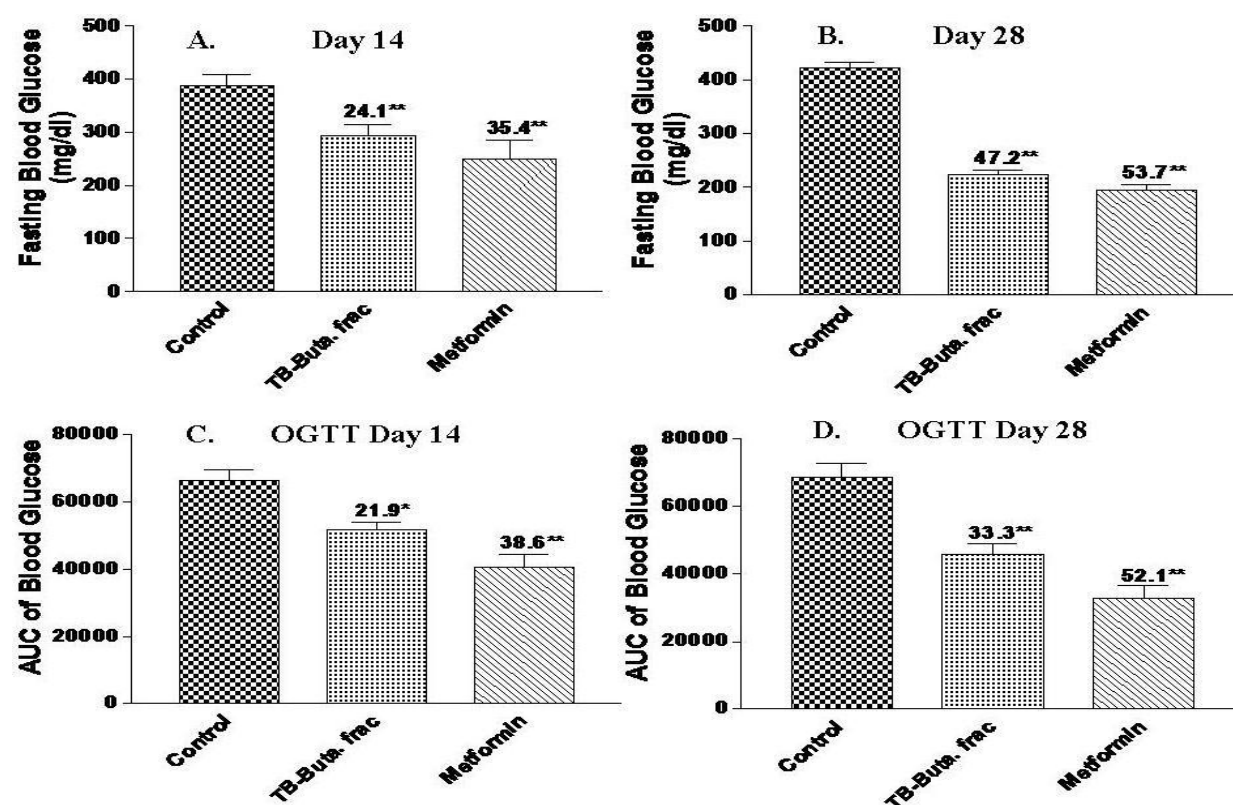 A. Day 14
Fasting Blood Glucose
(mg/dl)
500
400
300
200
100
0
24.1**
35.4**
Control
TB-Buta. frac
Metformin
B. Day 28
Fasting Blood Glucose
(mg/dl)
500
400
300
200
100
0
47.2**
53.7**
Control
TB-Buta. frac
Metformin
C. OGTT Day 14
AUC of Blood Glucose
80000
60000
40000
20000
0
21.9*
38.6**
Control
TB-Buta. frac
Metformin
D. OGTT Day 28
AUC of Blood Glucose
80000
60000
40000
20000
0
33.3**
52.1**
Control
TB-Buta. frac
Metformin